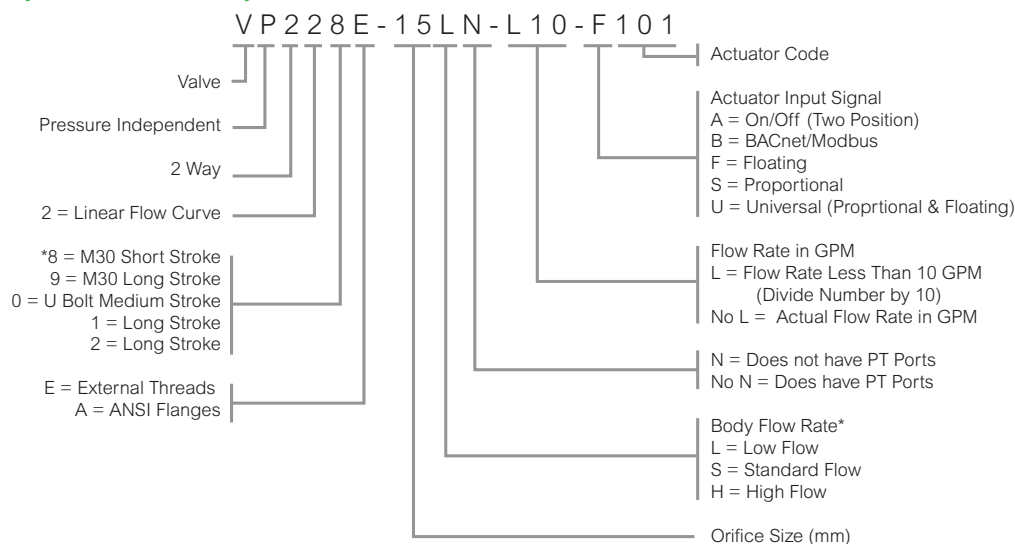 VP228E-15LN-L10-F101
Valve
Pressure Independent
2 Way
2 = Linear Flow Curve
*8 = M30 Short Stroke
9 = M30 Long Stroke
0 = U Bolt Medium Stroke
1 = Long Stroke
2 = Long Stroke
E = External Threads
A = ANSI Flanges
Actuator Code
Actuator Input Signal
A = On/Off (Two Position)
B = BACnet/Modbus
F = Floating
S = Proportional
U = Universal (Proprtional & Floating)
Flow Rate in GPM
L = Flow Rate Less Than 10 GPM
(Divide Number by 10)
No L = Actual Flow Rate in GPM
N = Does not have PT Ports
No N = Does have PT Ports
Body Flow Rate*
L = Low Flow
S = Standard Flow
H = High Flow
Orifice Size (mm)